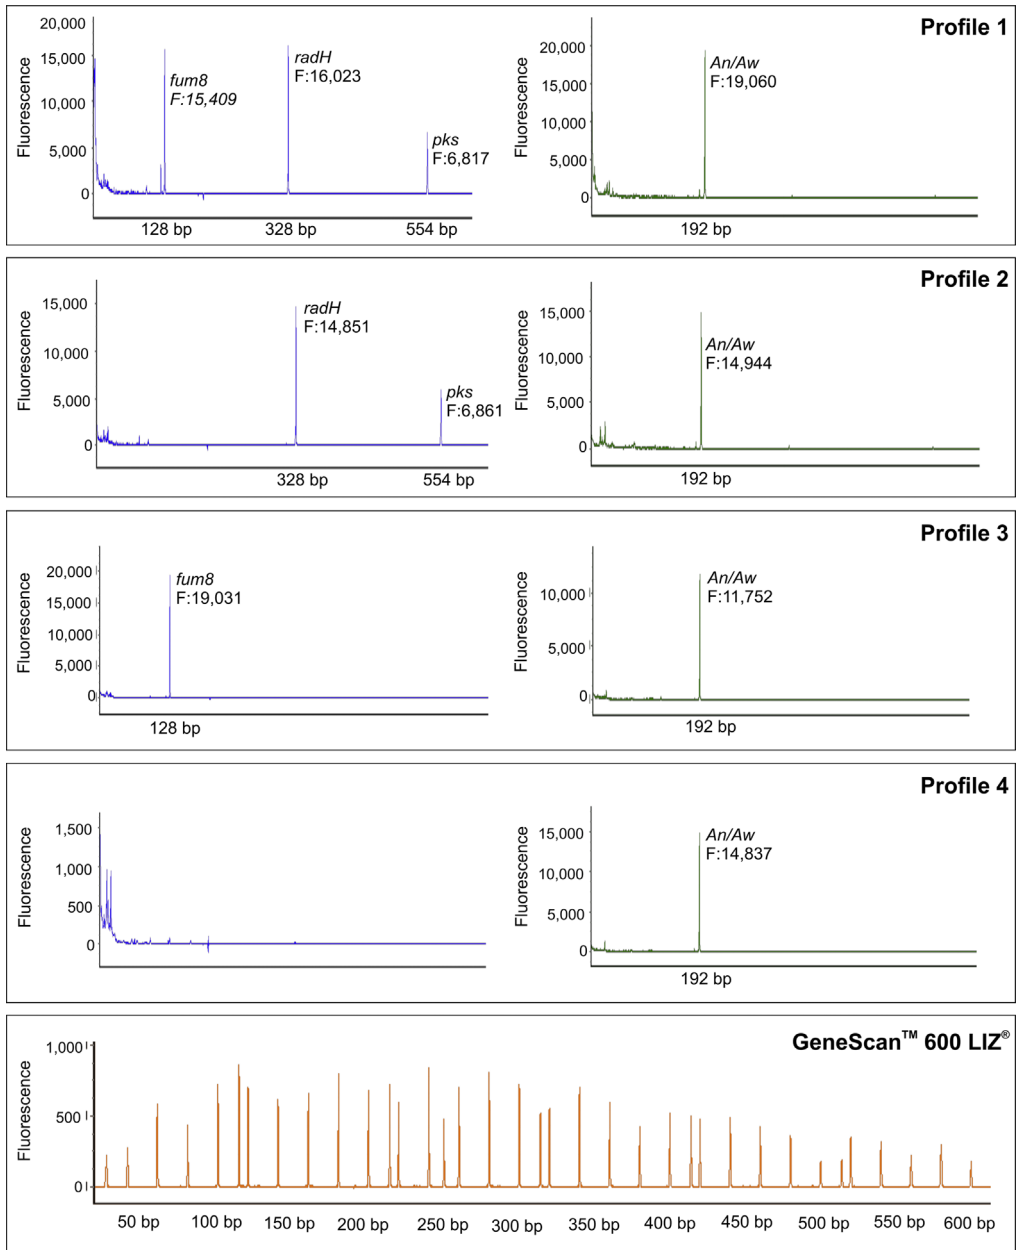 Profile 1
Fluorescence
20,000
15,000
10,000
5,000
0
fum8
F:15,409
radH
F:16,023
pks
F:6,817
128 bp 328 bp 554 bp
Fluorescence
20,000
15,000
10,000
5,000
0
An/Aw
F:19,060
192 bp
Profile 2
Fluorescence
15,000
10,000
5,000
0
radH
F:14,851
pks
F:6,861
328 bp 554 bp
Fluorescence
15,000
10,000
5,000
0
An/Aw
F:14,944
192 bp
Profile 3
Fluorescence
20,000
15,000
10,000
5,000
0
fum8
F:19,031
128 bp
Fluorescence
10,000
5,000
0
An/Aw
F:11,752
192 bp
Profile 4
Fluorescence
1,500
1,000
500
0
Fluorescence
15,000
10,000
5,000
0
An/Aw
F:14,837
192 bp
GeneScan™ 600 LIZ®
Fluorescence
1,000
500
0
50 bp 100 bp 150 bp 200 bp 250 bp 300 bp 350 bp 400 bp 450 bp 500 bp 550 bp 600 bp